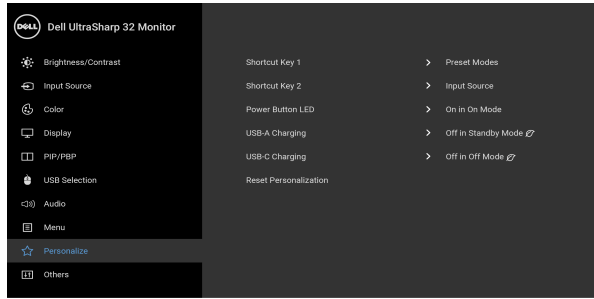 DELL Dell UltraSharp 32 Monitor
Brightness/Contrast
Input Source
Color
Display
PIP/PBP
USB Selection
Audio
Menu
Personalize
Others
Shortcut Key 1 > Preset Modes
Shortcut Key 2 > Input Source
Power Button LED > On in On Mode
USB-A Charging > Off in Standby Mode
USB-C Charging > Off in Off Mode
Reset Personalization